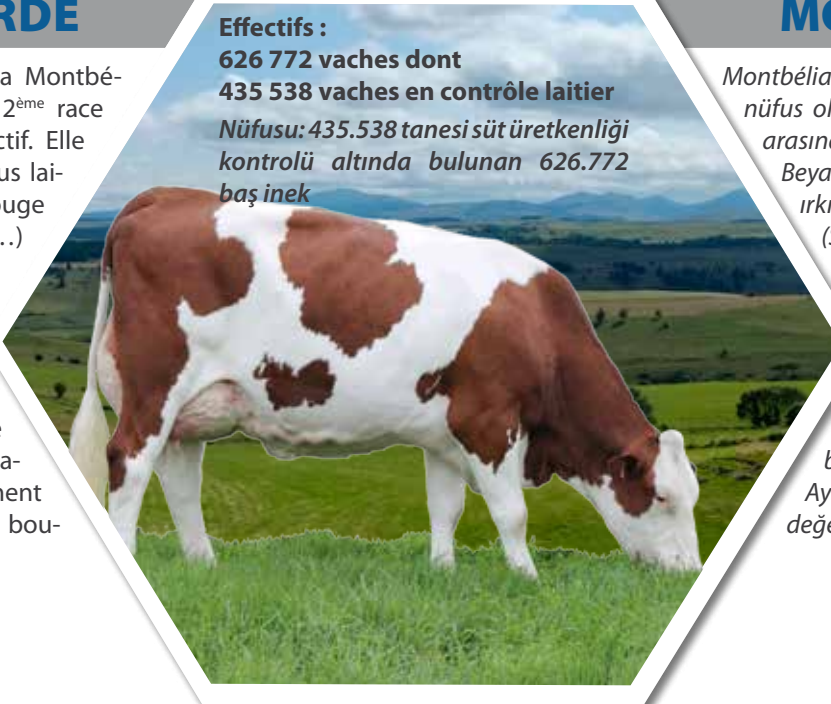 RDE
a Montbé-
2ème race
ctif. Elle
us lai-
ouge
…)
a-
ment
bou-
Effectifs :
626 772 vaches dont
435 538 vaches en contrôle laitier
Nüfusu: 435.538 tanesi süt üretkenliği
kontrolü altında bulunan 626.772
baş inek
MO
Montbélia
nüfus ol
arasınd
Beya
ırkı
b
Ay
değe